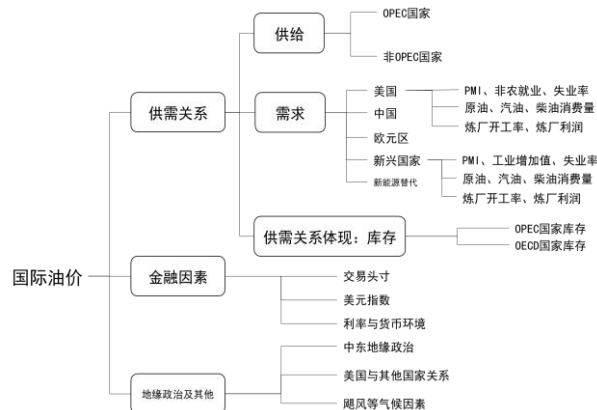 国际油价
供需关系
供给
OPEC国家
非OPEC国家
需求
美国
PMI、非农就业、失业率
原油、汽油、柴油消费量
炼厂开工率、炼厂利润
中国
欧元区
新兴国家
PMI、工业增加值、失业率
原油、汽油、柴油消费量
炼厂开工率、炼厂利润
新能源替代
供需关系体现：库存
OPEC国家库存
OECD国家库存
金融因素
交易头寸
美元指数
利率与货币环境
地缘政治及其他
中东地缘政治
美国与其他国家关系
飓风等气候因素